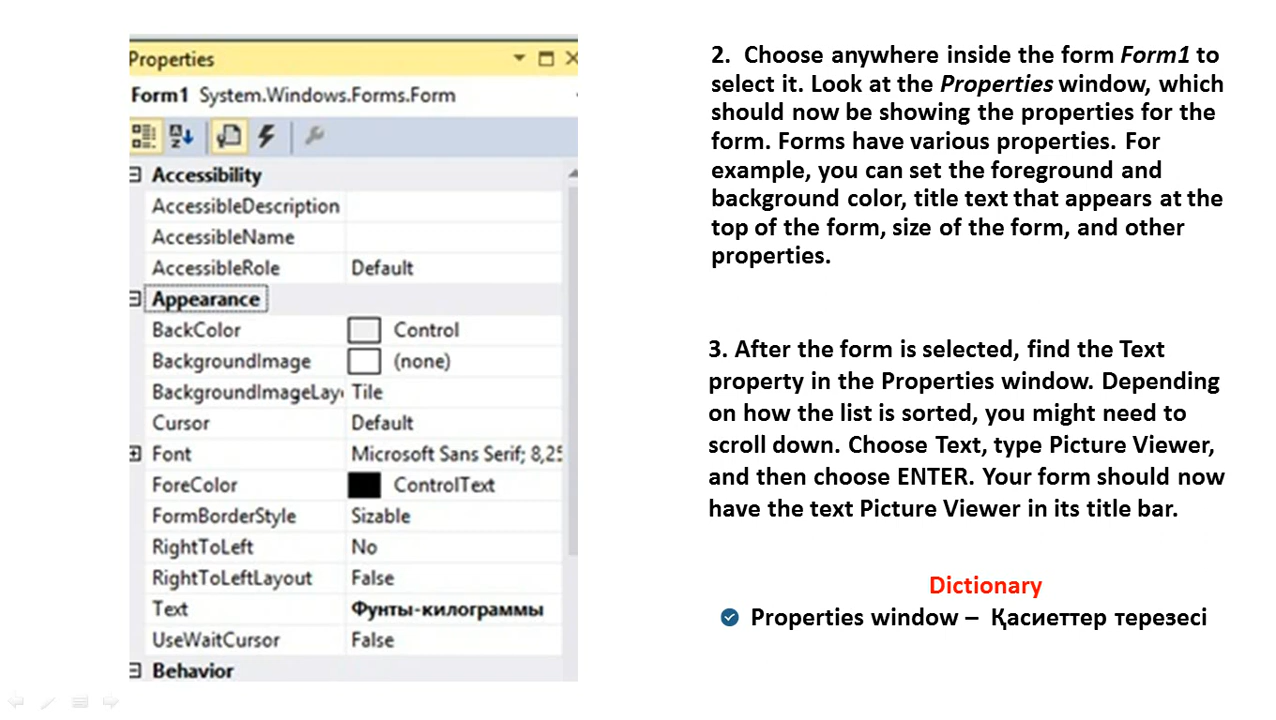 Properties
Form1 System.Windows.Forms.Form
Accessibility
AccessibleDescription
AccessibleName
AccessibleRole Default
Appearance
BackColor Control
BackgroundImage (none)
BackgroundImageLay Tile
Cursor Default
Font Microsoft Sans Serif; 8,25
ForeColor ControlText
FormBorderStyle Sizable
RightToLeft No
RightToLeftLayout False
Text Фунты-килограммы
UseWaitCursor False
Behavior
2. Choose anywhere inside the form Form1 to
select it. Look at the Properties window, which
should now be showing the properties for the
form. Forms have various properties. For
example, you can set the foreground and
background color, title text that appears at the
top of the form, size of the form, and other
properties.
3. After the form is selected, find the Text
property in the Properties window. Depending
on how the list is sorted, you might need to
scroll down. Choose Text, type Picture Viewer,
and then choose ENTER. Your form should now
have the text Picture Viewer in its title bar.
Dictionary
Properties window – Қасиеттер терезесі